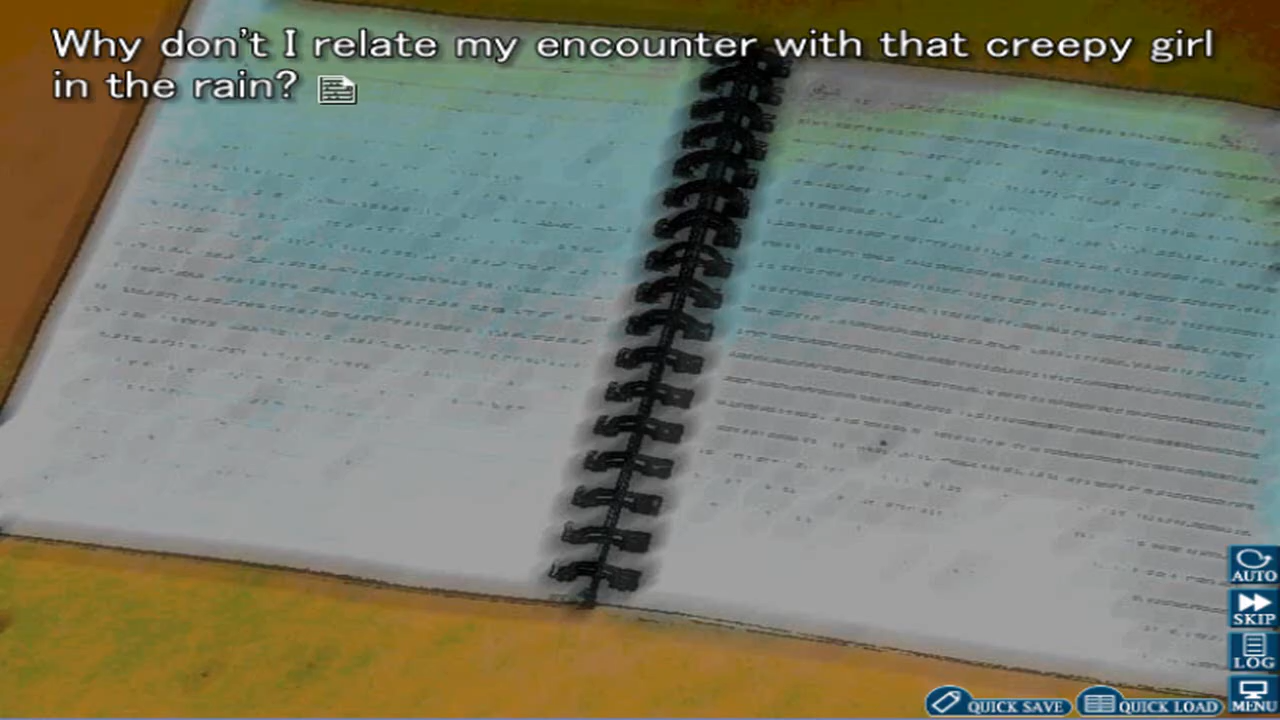 Why don't I relate my encounter with that creepy girl
in the rain?
AUTO
SKIP
LOG
MENU
QUICK SAVE
QUICK LOAD